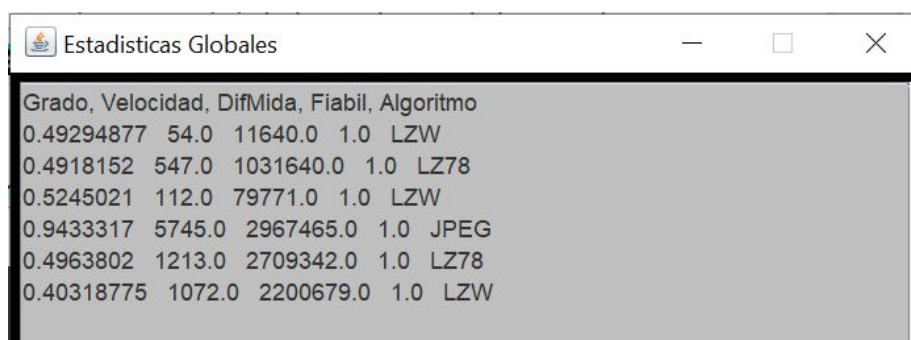 Estadisticas Globales
Grado, Velocidad, DifMida, Fiabil, Algoritmo
0.49294877 54.0 11640.0 1.0 LZW
0.4918152 547.0 1031640.0 1.0 LZ78
0.5245021 112.0 79771.0 1.0 LZW
0.9433317 5745.0 2967465.0 1.0 JPEG
0.4963802 1213.0 2709342.0 1.0 LZ78
0.40318775 1072.0 2200679.0 1.0 LZW